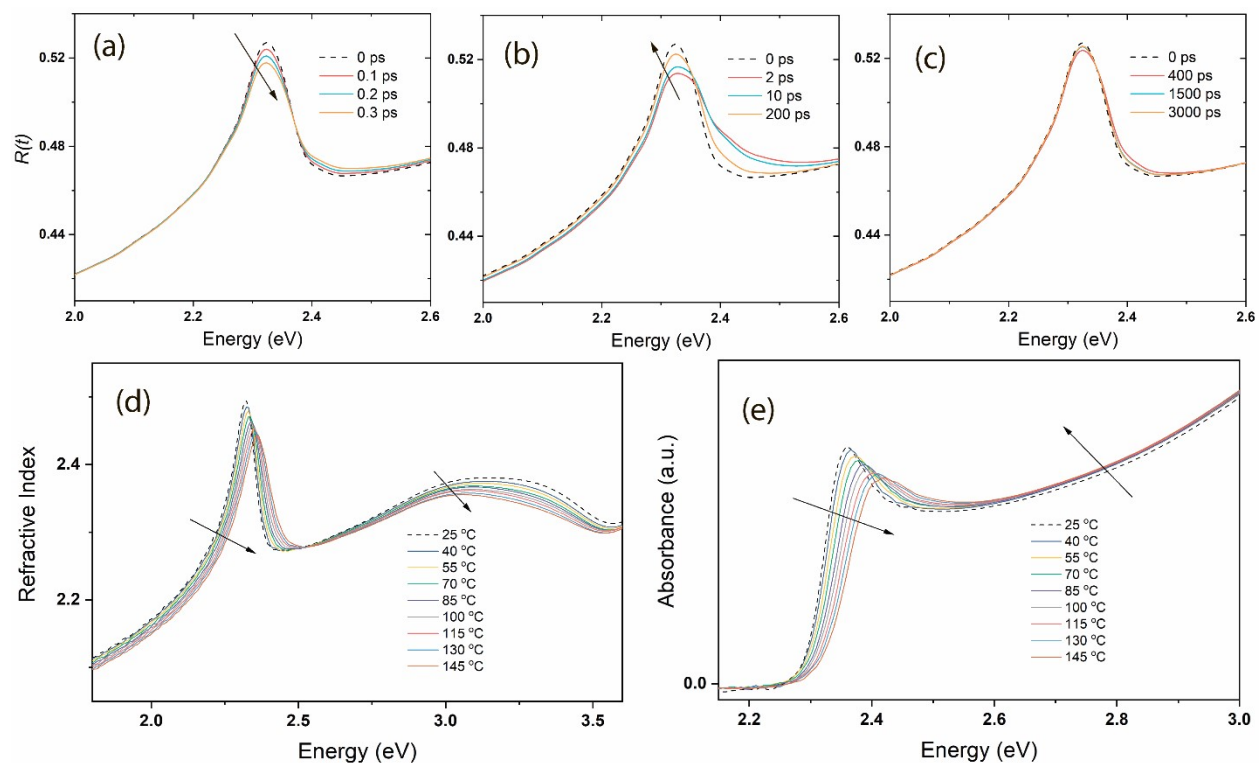 (a)
0 ps
0.1 ps
0.2 ps
0.3 ps
R(t)
0.52
0.48
0.44
2.0 2.2 2.4 2.6
Energy (eV)
(b)
0 ps
2 ps
10 ps
200 ps
0.52
0.48
0.44
2.0 2.2 2.4 2.6
Energy (eV)
(c)
0 ps
400 ps
1500 ps
3000 ps
0.52
0.48
0.44
2.0 2.2 2.4 2.6
Energy (eV)
(d)
Refractive Index
2.4
2.2
25 °C
40 °C
55 °C
70 °C
85 °C
100 °C
115 °C
130 °C
145 °C
2.0 2.5 3.0 3.5
Energy (eV)
(e)
Absorbance (a.u.)
0.0
25 °C
40 °C
55 °C
70 °C
85 °C
100 °C
115 °C
130 °C
145 °C
2.2 2.4 2.6 2.8 3.0
Energy (eV)